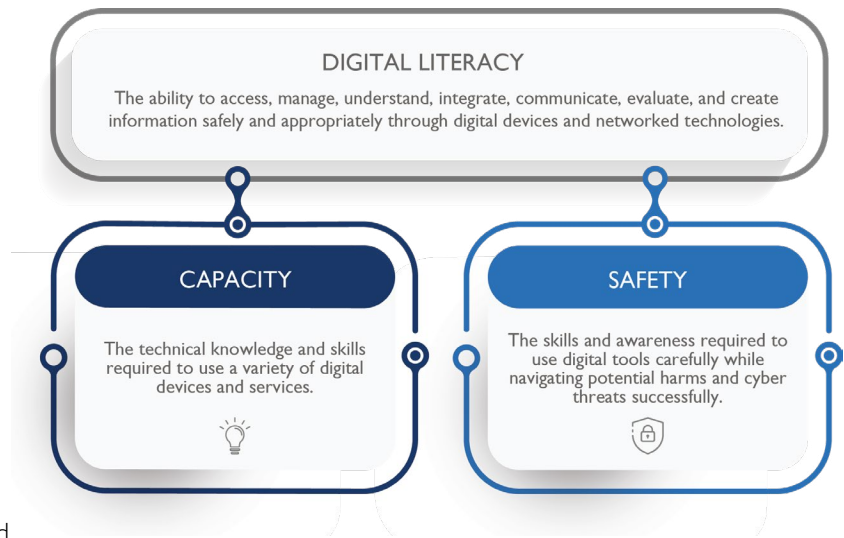 DIGITAL LITERACY
The ability to access, manage, understand, integrate, communicate, evaluate, and create
information safely and appropriately through digital devices and networked technologies.
CAPACITY
The technical knowledge and skills
required to use a variety of digital
devices and services.
SAFETY
The skills and awareness required to
use digital tools carefully while
navigating potential harms and cyber
threats successfully.
d